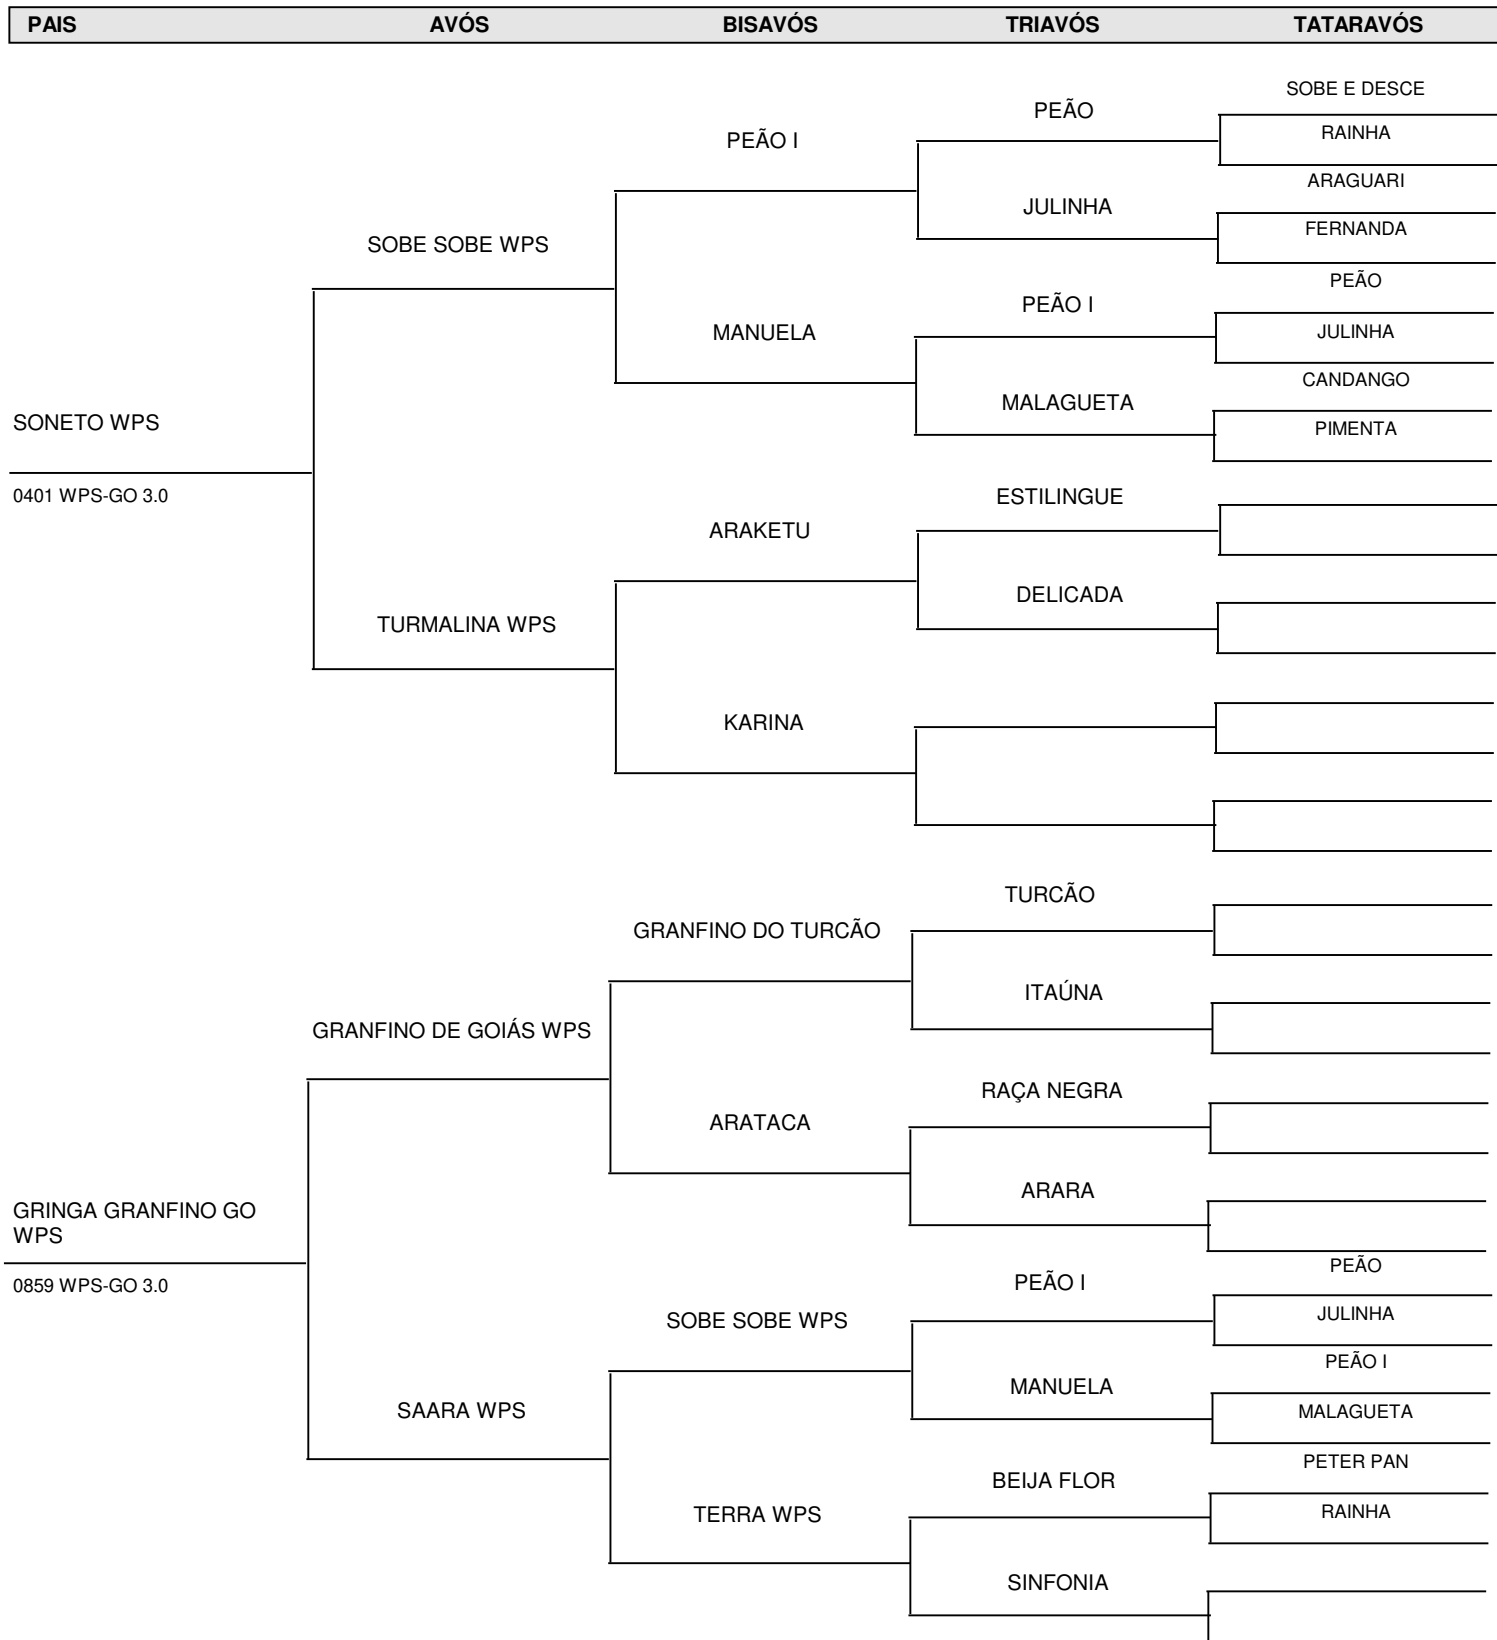 PAIS AVÓS BISAVÓS TRIAVÓS TATARAVÓS
SOBE E DESCE
PEÃO
RAINHA
PEÃO I
ARAGUARI
JULINHA
FERNANDA
SOBE SOBE WPS
PEÃO
PEÃO I
JULINHA
MANUELA
CANDANGO
MALAGUETA
SONETO WPS
PIMENTA
0401 WPS-GO 3.0
ESTILINGUE
ARAKETU
DELICADA
TURMALINA WPS
KARINA
TURCÃO
GRANFINO DO TURCÃO
ITAÚNA
GRANFINO DE GOIÁS WPS
RAÇA NEGRA
ARATACA
ARARA
GRINGA GRANFINO GO
WPS
PEÃO
0859 WPS-GO 3.0
PEÃO I
JULINHA
SOBE SOBE WPS
PEÃO I
MANUELA
SAARA WPS
MALAGUETA
PETER PAN
BEIJA FLOR
RAINHA
TERRA WPS
SINFONIA